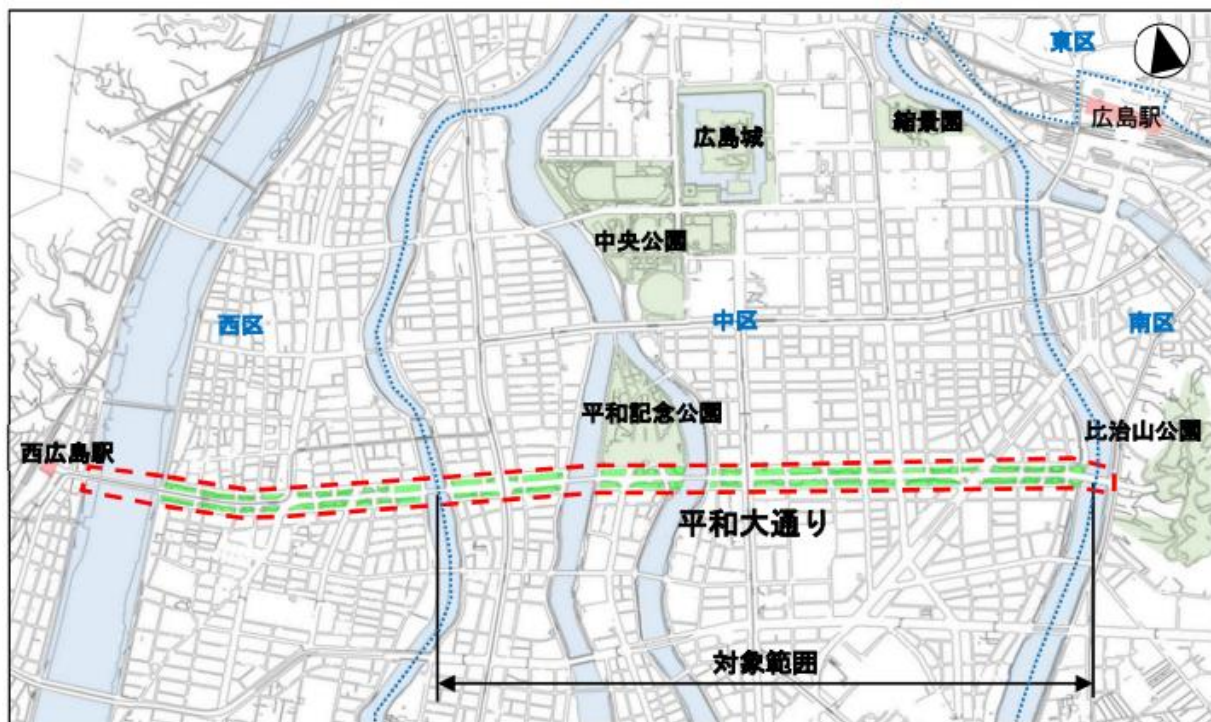 東区
広島駅
縮景園
広島城
中央公園
西区
中区
南区
平和記念公園
比治山公園
西広島駅
平和大通り
対象範囲